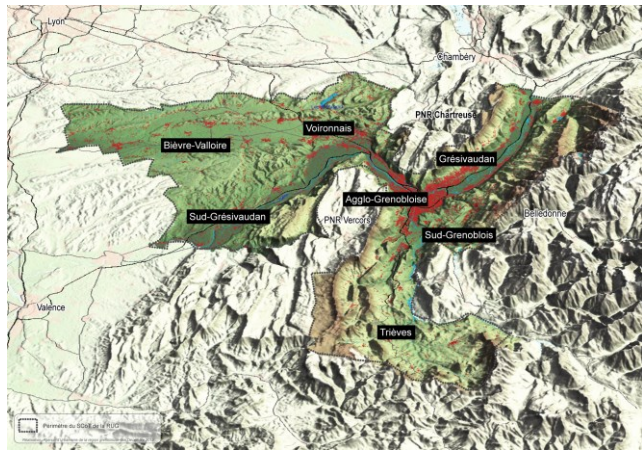 Lyon
Chambéry
PNR Chartreuse
Voironnais
Bièvre-Valloire
Grésivaudan
Agglo-Grenobloise
Sud-Grésivaudan
PNR Vercors
Belledonne
Sud-Grenoblois
Valence
Trièves
Périmètre du SCoT de la RUG